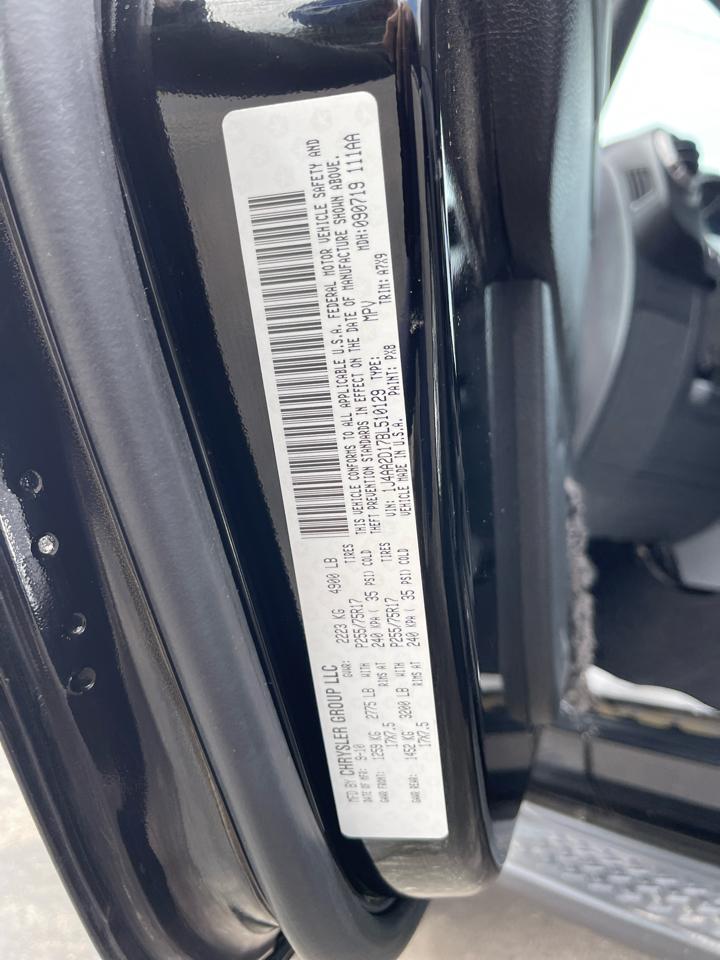 MFD BY CHRYSLER GROUP LLC
DATE OF MFD: 9-10 GVWR: 2223 KG 4900 LB
GAWR FRONT: 1259 KG 2775 LB WITH P255/75R17 TIRES
17X7.5 RIMS AT 240 KPA ( 35 PSI) COLD
GAWR REAR: 1452 KG 3200 LB WITH P255/75R17 TIRES
17X7.5 RIMS AT 240 KPA ( 35 PSI) COLD
THIS VEHICLE CONFORMS TO ALL APPLICABLE U.S.A. FEDERAL MOTOR VEHICLE SAFETY AND
THEFT PREVENTION STANDARDS IN EFFECT ON THE DATE OF MANUFACTURE SHOWN ABOVE.
VIN: 1J4AA2D17BL510129 TYPE: MPV MDH:090719 111AA
VEHICLE MADE IN U.S.A. PAINT: PX8 TRIM: A7X9